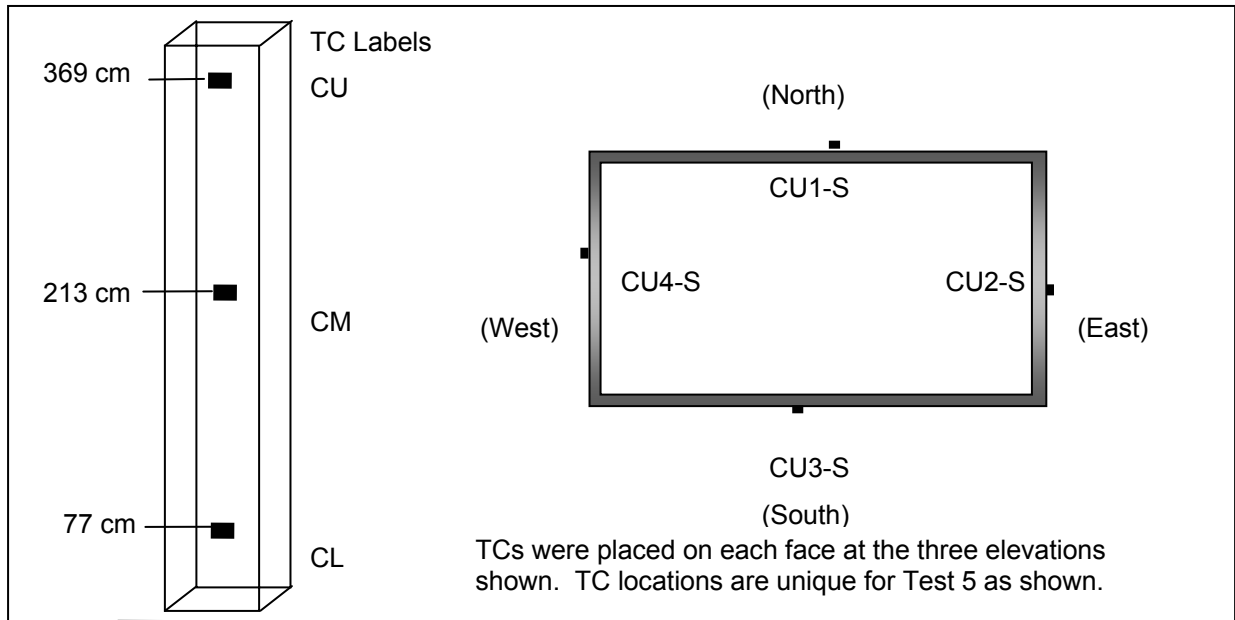 TC Labels
369 cm
CU
213 cm
CM
77 cm
CL
(North)
CU1-S
CU4-S
CU2-S
(West)
(East)
CU3-S
(South)
TCs were placed on each face at the three elevations
shown. TC locations are unique for Test 5 as shown.